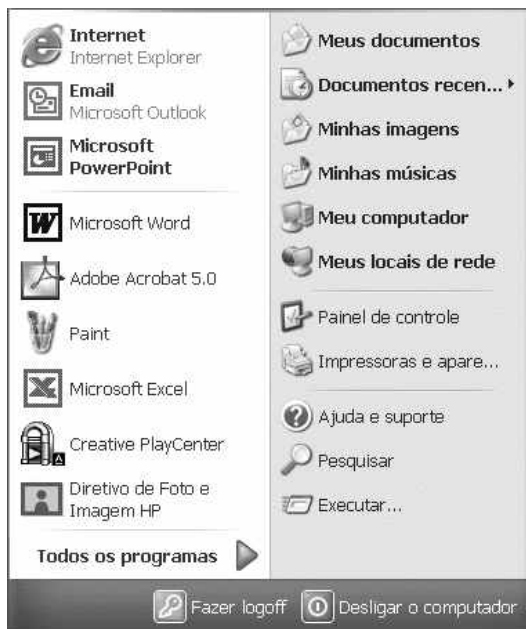 Internet
Internet Explorer
Email
Microsoft Outlook
Microsoft
PowerPoint
Microsoft Word
Adobe Acrobat 5.0
Paint
Microsoft Excel
Creative PlayCenter
Diretivo de Foto e
Imagem HP
Todos os programas
Meus documentos
Documentos recen...
Minhas imagens
Minhas músicas
Meu computador
Meus locais de rede
Painel de controle
Impressoras e apare...
Ajuda e suporte
Pesquisar
Executar...
Fazer logoff
Desligar o computador